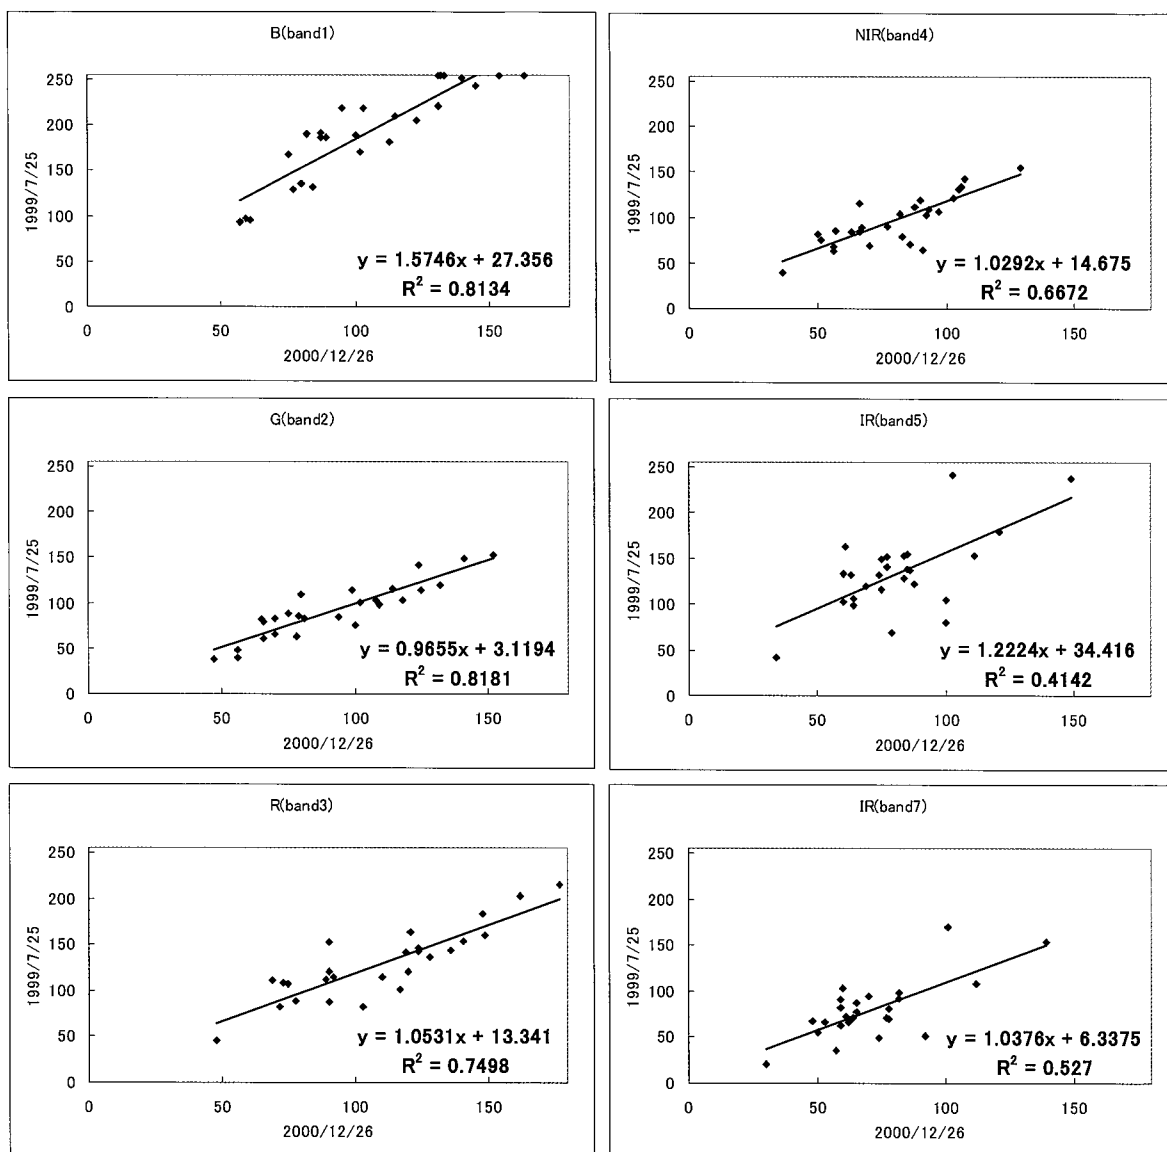 B(band1)
250
200
150
100
50
0
1999/7/25
y = 1.5746x + 27.356
R² = 0.8134
0 50 100 150
2000/12/26
NIR(band4)
250
200
150
100
50
0
1999/7/25
y = 1.0292x + 14.675
R² = 0.6672
0 50 100 150
2000/12/26
G(band2)
250
200
150
100
50
0
1999/7/25
y = 0.9655x + 3.1194
R² = 0.8181
0 50 100 150
2000/12/26
IR(band5)
250
200
150
100
50
0
1999/7/25
y = 1.2224x + 34.416
R² = 0.4142
0 50 100 150
2000/12/26
R(band3)
250
200
150
100
50
0
1999/7/25
y = 1.0531x + 13.341
R² = 0.7498
0 50 100 150
2000/12/26
IR(band7)
250
200
150
100
50
0
1999/7/25
y = 1.0376x + 6.3375
R² = 0.527
0 50 100 150
2000/12/26